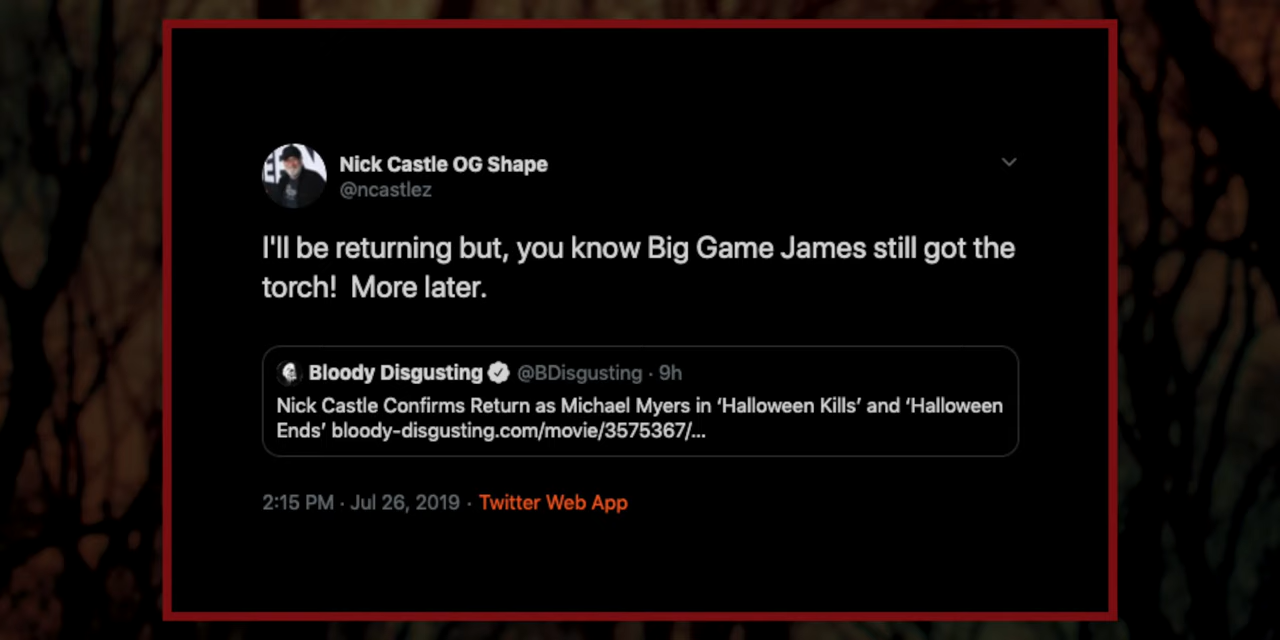 Nick Castle OG Shape
@ncastlez
I'll be returning but, you know Big Game James still got the
torch!  More later.
Bloody Disgusting @BDisgusting · 9h
Nick Castle Confirms Return as Michael Myers in ‘Halloween Kills’ and ‘Halloween
Ends’ bloody-disgusting.com/movie/3575367/...
2:15 PM · Jul 26, 2019 · Twitter Web App